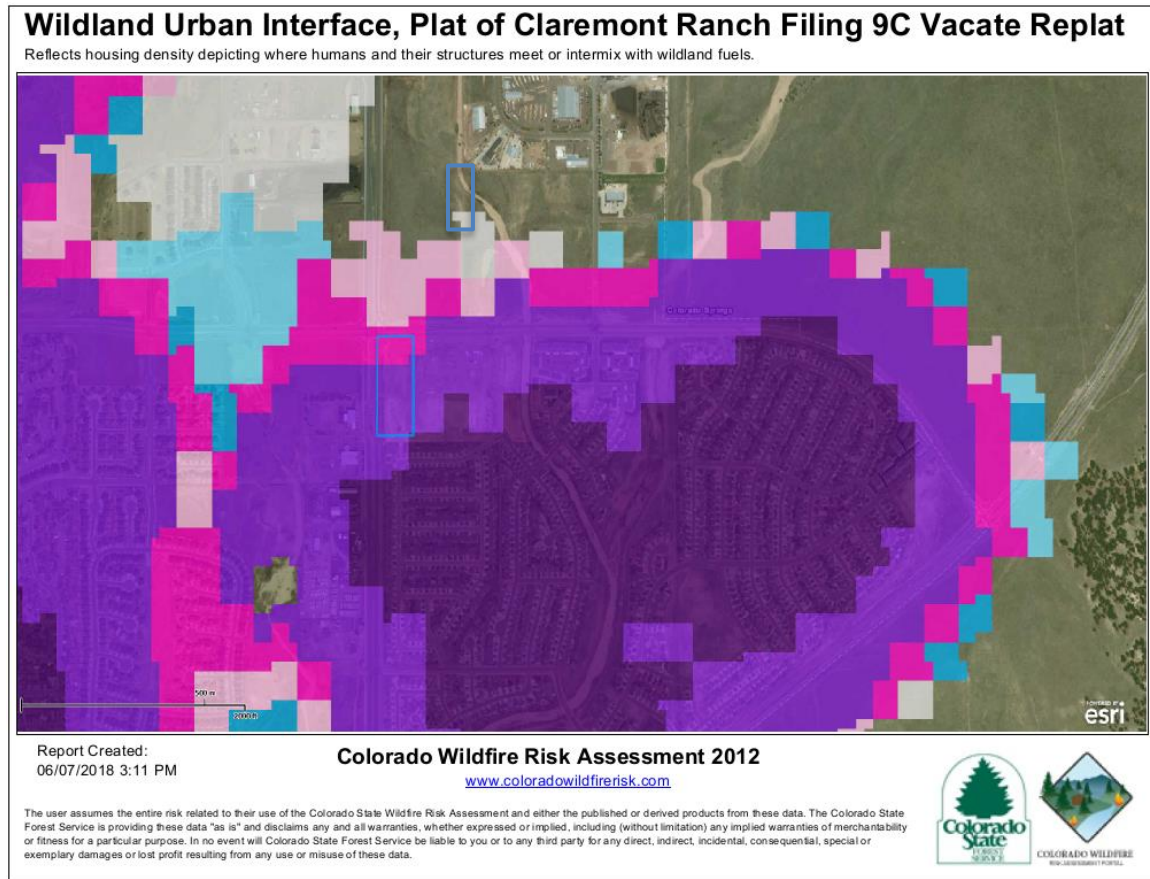 Wildland Urban Interface, Plat of Claremont Ranch Filing 9C Vacate Replat
Reflects housing density depicting where humans and their structures meet or intermix with wildland fuels.
Colorado Springs
500 m
2000 ft
POWERED BY
esri
Report Created:
06/07/2018 3:11 PM
Colorado Wildfire Risk Assessment 2012
www.coloradowildfirerisk.com
The user assumes the entire risk related to their use of the Colorado State Wildfire Risk Assessment and either the published or derived products from these data. The Colorado State
Forest Service is providing these data "as is" and disclaims any and all warranties, whether expressed or implied, including (without limitation) any implied warranties of merchantability
or fitness for a particular purpose. In no event will Colorado State Forest Service be liable to you or to any third party for any direct, indirect, incidental, consequential, special or
exemplary damages or lost profit resulting from any use or misuse of these data.
Colorado
State
FOREST
SERVICE
COLORADO WILDFIRE
RISK ASSESSMENT PORTAL